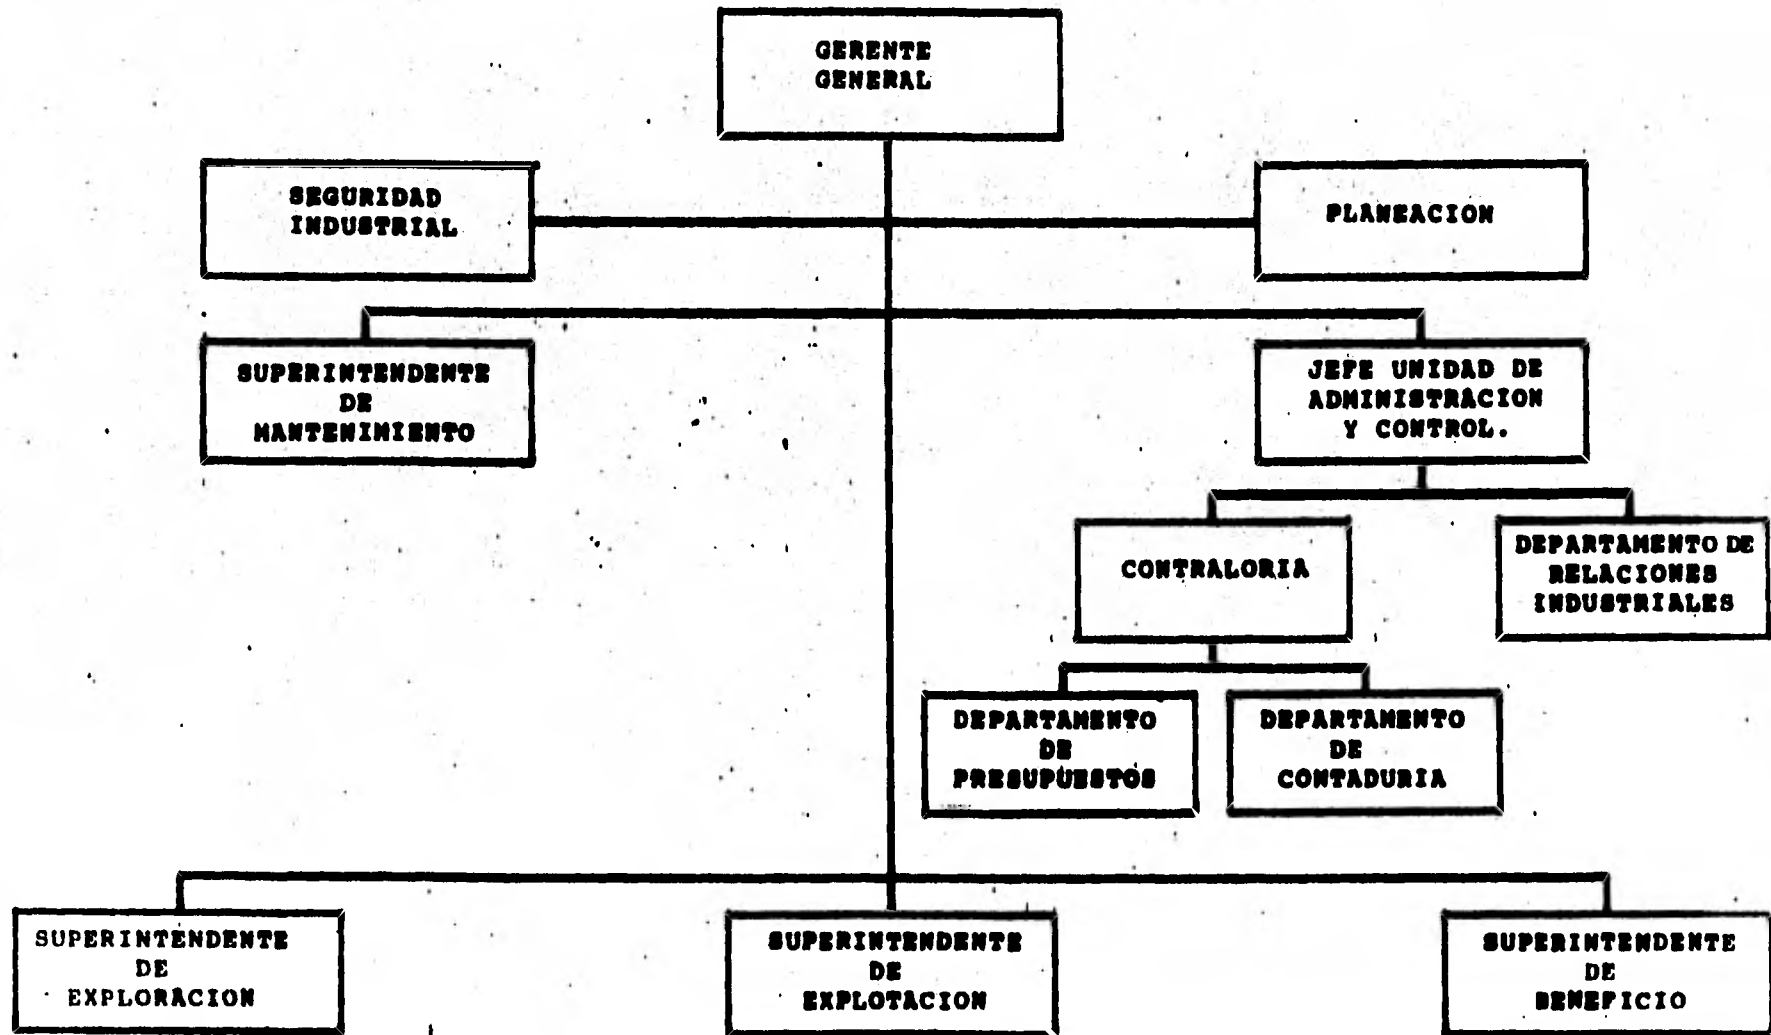 GERENTE
GENERAL
SEGURIDAD
INDUSTRIAL
PLANEACION
SUPERINTENDENTE
DE
MANTENIMIENTO
JEFE UNIDAD DE
ADMINISTRACION
Y CONTROL.
CONTRALORIA
DEPARTAMENTO DE
RELACIONES
INDUSTRIALES
DEPARTAMENTO
DE
PRESUPUESTOS
DEPARTAMENTO
DE
CONTADURIA
SUPERINTENDENTE
DE
EXPLORACION
SUPERINTENDENTE
DE
EXPLOTACION
SUPERINTENDENTE
DE
BENEFICIO